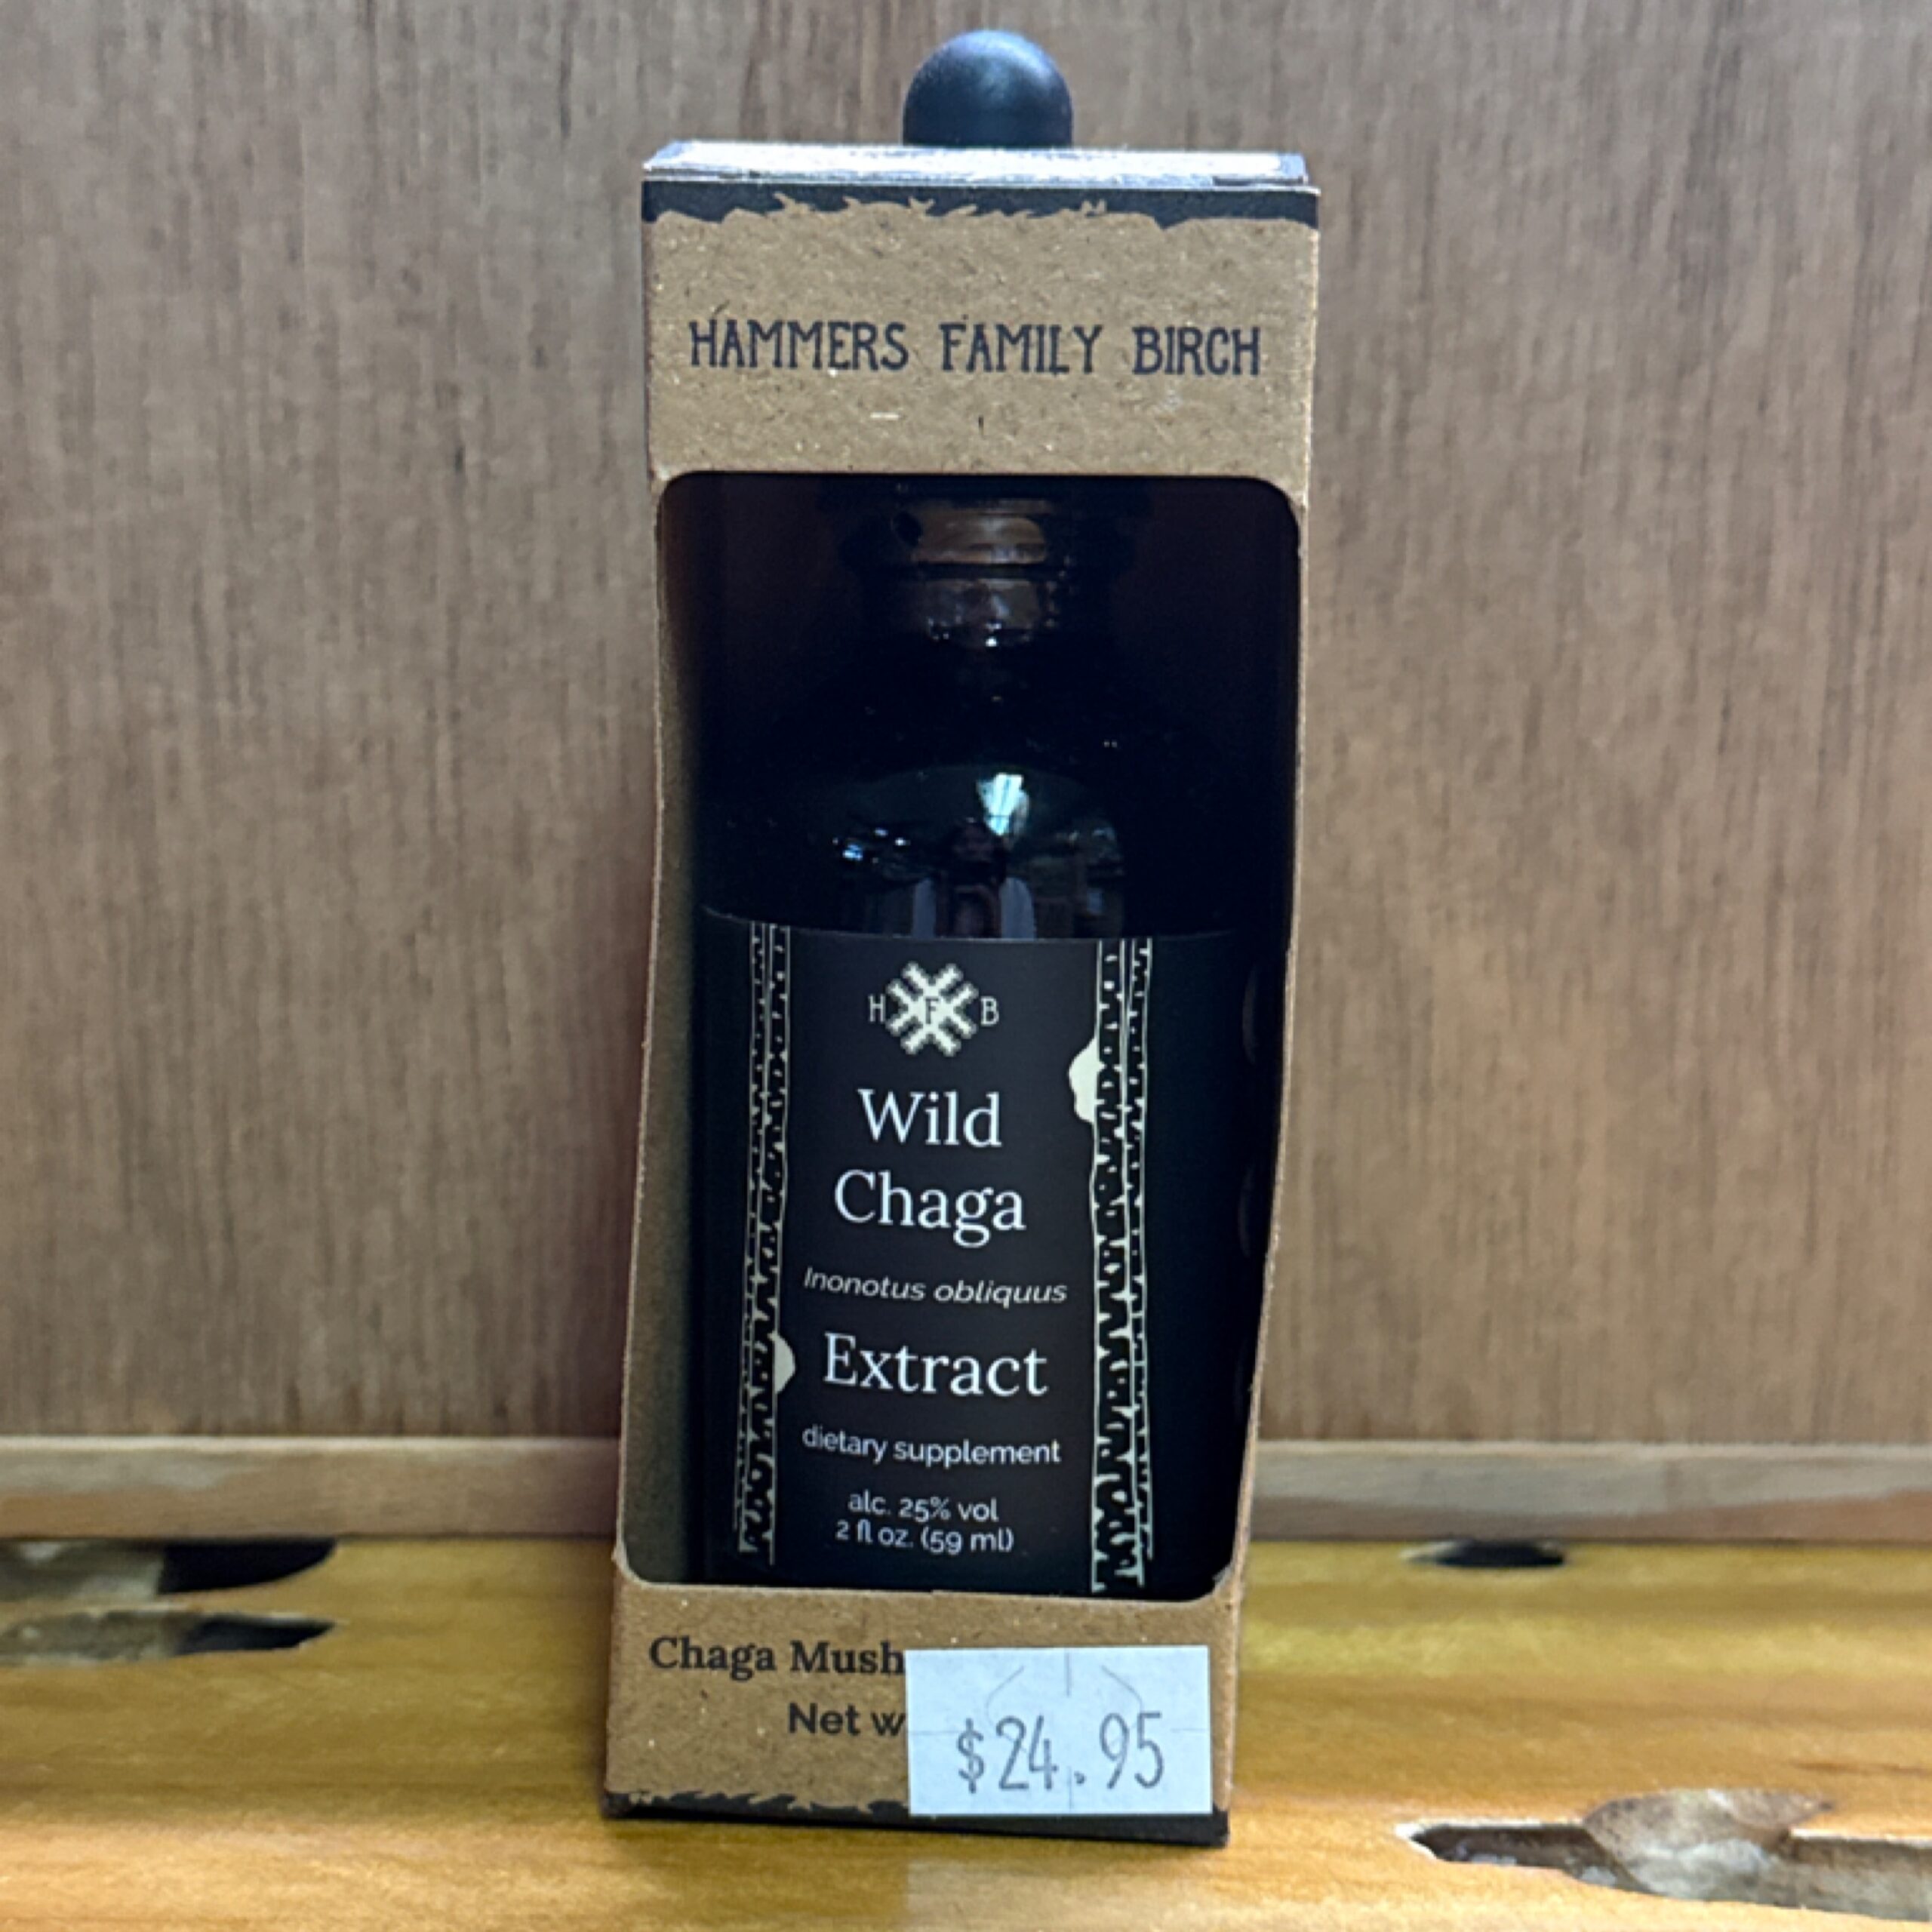 HAMMERS FAMILY BIRCH
H F B
Wild
Chaga
Inonotus obliquus
Extract
dietary supplement
alc. 25% vol
2 fl oz. (59 ml)
Chaga Mush
Net w
$24.95